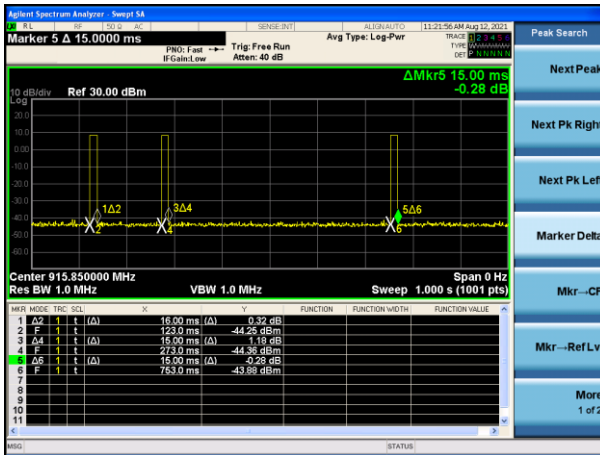 Agilent Spectrum Analyzer - Swept SA
RL RF 50 Ω AC SENSE:INT ALIGNAUTO 11:21:56 AM Aug 12, 2021
Marker 5 Δ 15.0000 ms
PNO: Fast
IFGain:Low
Trig: Free Run
Atten: 40 dB
Avg Type: Log-Pwr
TRACE 1 2 3 4 5 6
TYPE
DET P N N N N N
Peak Search
ΔMkr5 15.00 ms
-0.28 dB
10 dB/div Ref 30.00 dBm
Log
20.0
10.0
0.00
-10.0
-20.0
-30.0
-40.0
-50.0
-60.0
1Δ2 3Δ4 5Δ6
2 4 6
Center 915.850000 MHz Span 0 Hz
Res BW 1.0 MHz VBW 1.0 MHz Sweep 1.000 s (1001 pts)
MKR MODE TRC SCL X Y FUNCTION FUNCTION WIDTH FUNCTION VALUE
1 Δ2 1 t (Δ) 16.00 ms (Δ) 0.32 dB
2 F 1 t 123.0 ms -44.25 dBm
3 Δ4 1 t (Δ) 15.00 ms (Δ) 1.18 dB
4 F 1 t 273.0 ms -44.36 dBm
5 Δ6 1 t (Δ) 15.00 ms (Δ) -0.28 dB
6 F 1 t 753.0 ms -43.88 dBm
7
8
9
10
11
MSG STATUS
Next Peak
Next Pk Right
Next Pk Left
Marker Delta
Mkr→CF
Mkr→Ref Lv
More
1 of 2